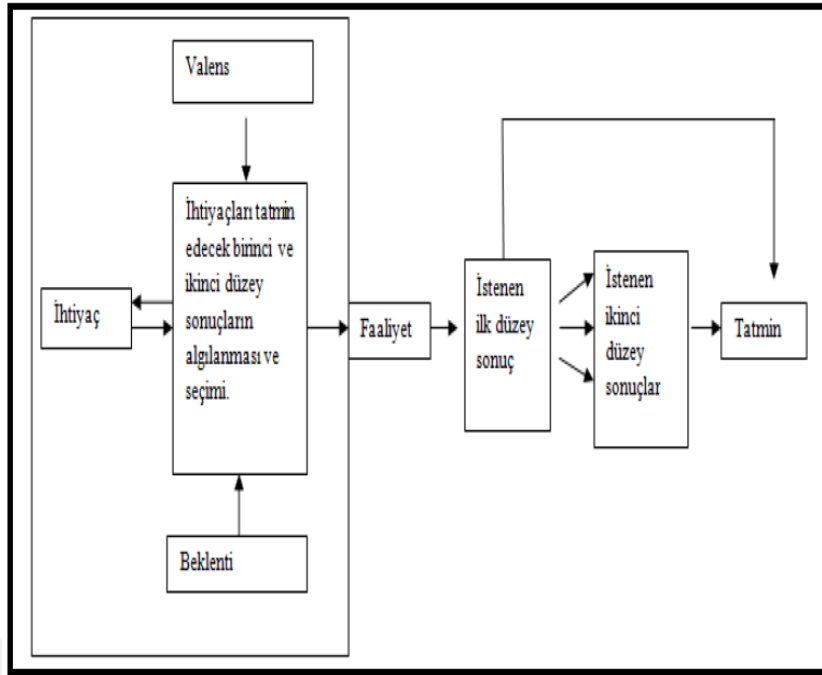 Valens
İhtiyaçları tatmin
edecek birinci ve
ikinci düzey
sonuçların
algılanması ve
seçimi.
İhtiyaç
Beklenti
Faaliyet
İstenen
ilk düzey
sonuç
İstenen
ikinci
düzey
sonuçlar
Tatmin